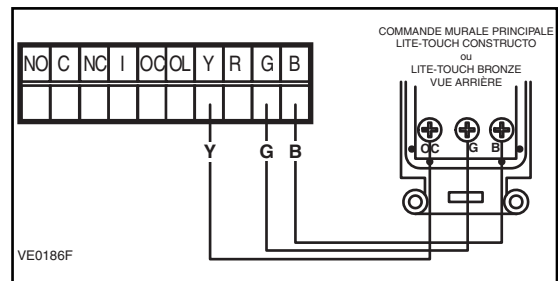 COMMANDE MURALE PRINCIPALE
LITE-TOUCH CONSTRUCTO
ou
LITE-TOUCH BRONZE
VUE ARRIÈRE
NO C NC I OC OL Y R G B
OC G B
Y G B
VE0186F